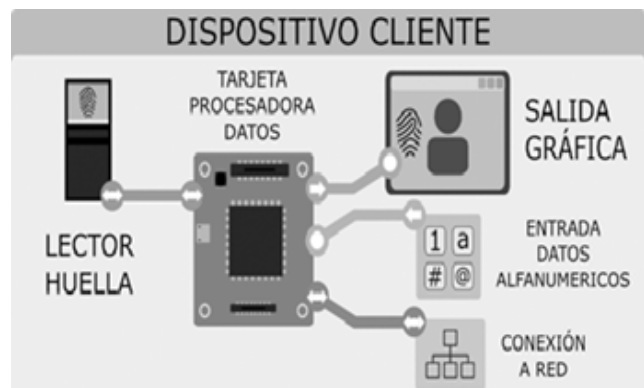 DISPOSITIVO CLIENTE
TARJETA
PROCESADORA
DATOS
SALIDA
GRÁFICA
LECTOR
HUELLA
1 a
# @
ENTRADA
DATOS
ALFANUMERICOS
CONEXIÓN
A RED